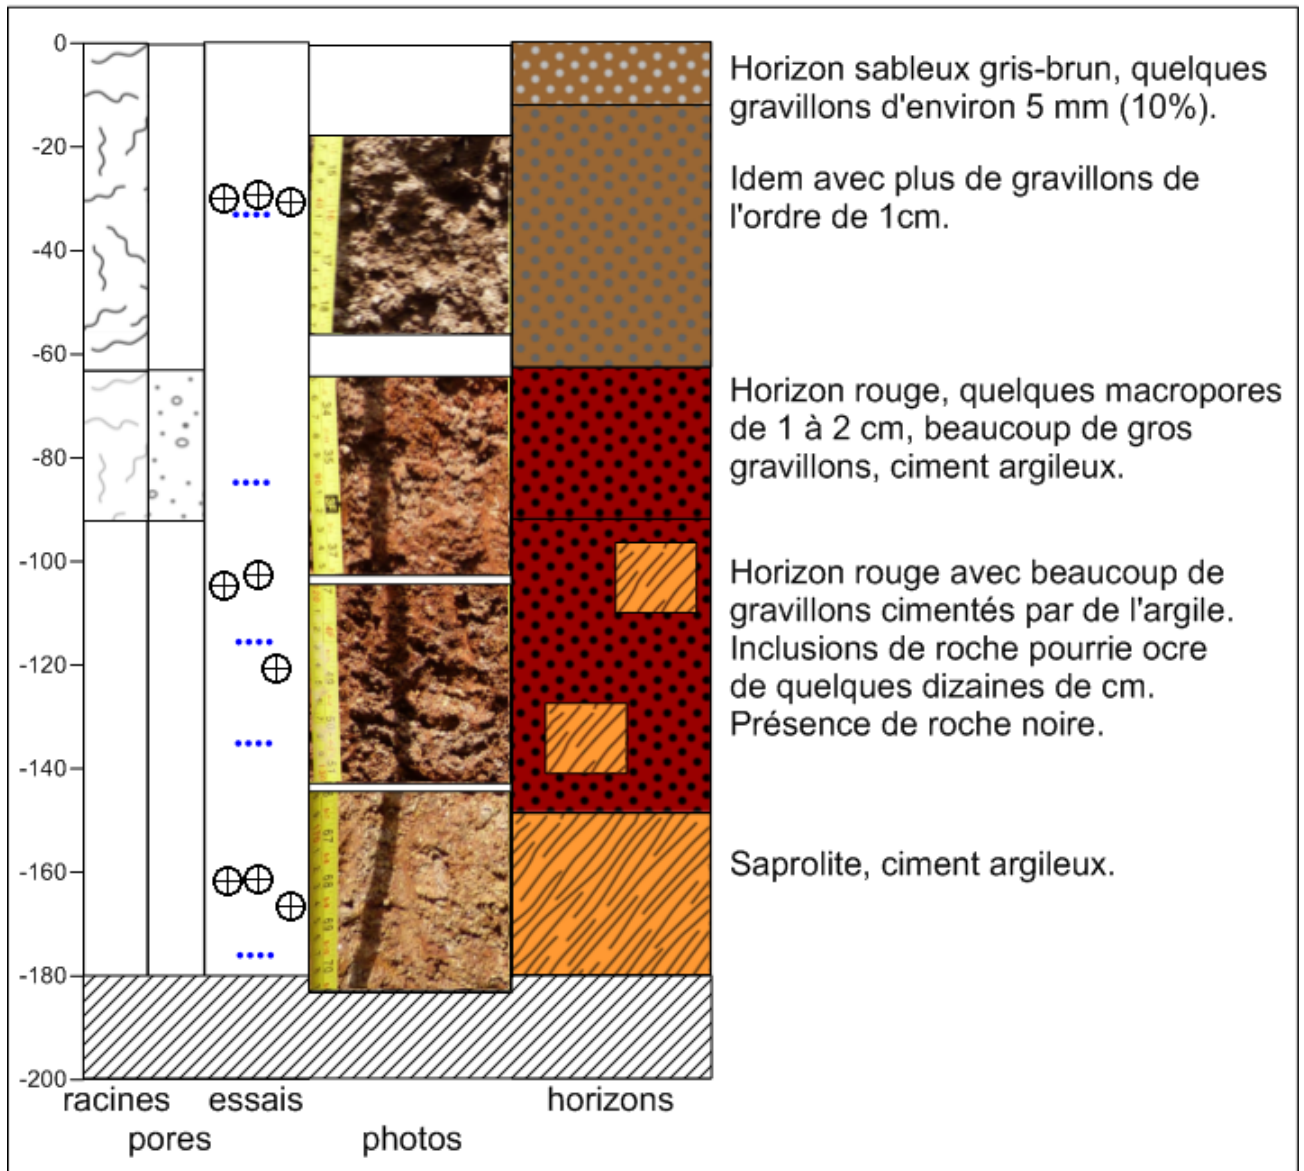 0
Horizon sableux gris-brun, quelques
gravillons d'environ 5 mm (10%).
-20
Idem avec plus de gravillons de
l'ordre de 1cm.
-40
-60
Horizon rouge, quelques macropores
de 1 à 2 cm, beaucoup de gros
gravillons, ciment argileux.
-80
-100
Horizon rouge avec beaucoup de
gravillons cimentés par de l'argile.
Inclusions de roche pourrie ocre
de quelques dizaines de cm.
Présence de roche noire.
-120
-140
-160
Saprolite, ciment argileux.
-180
-200
racines essais horizons
pores photos